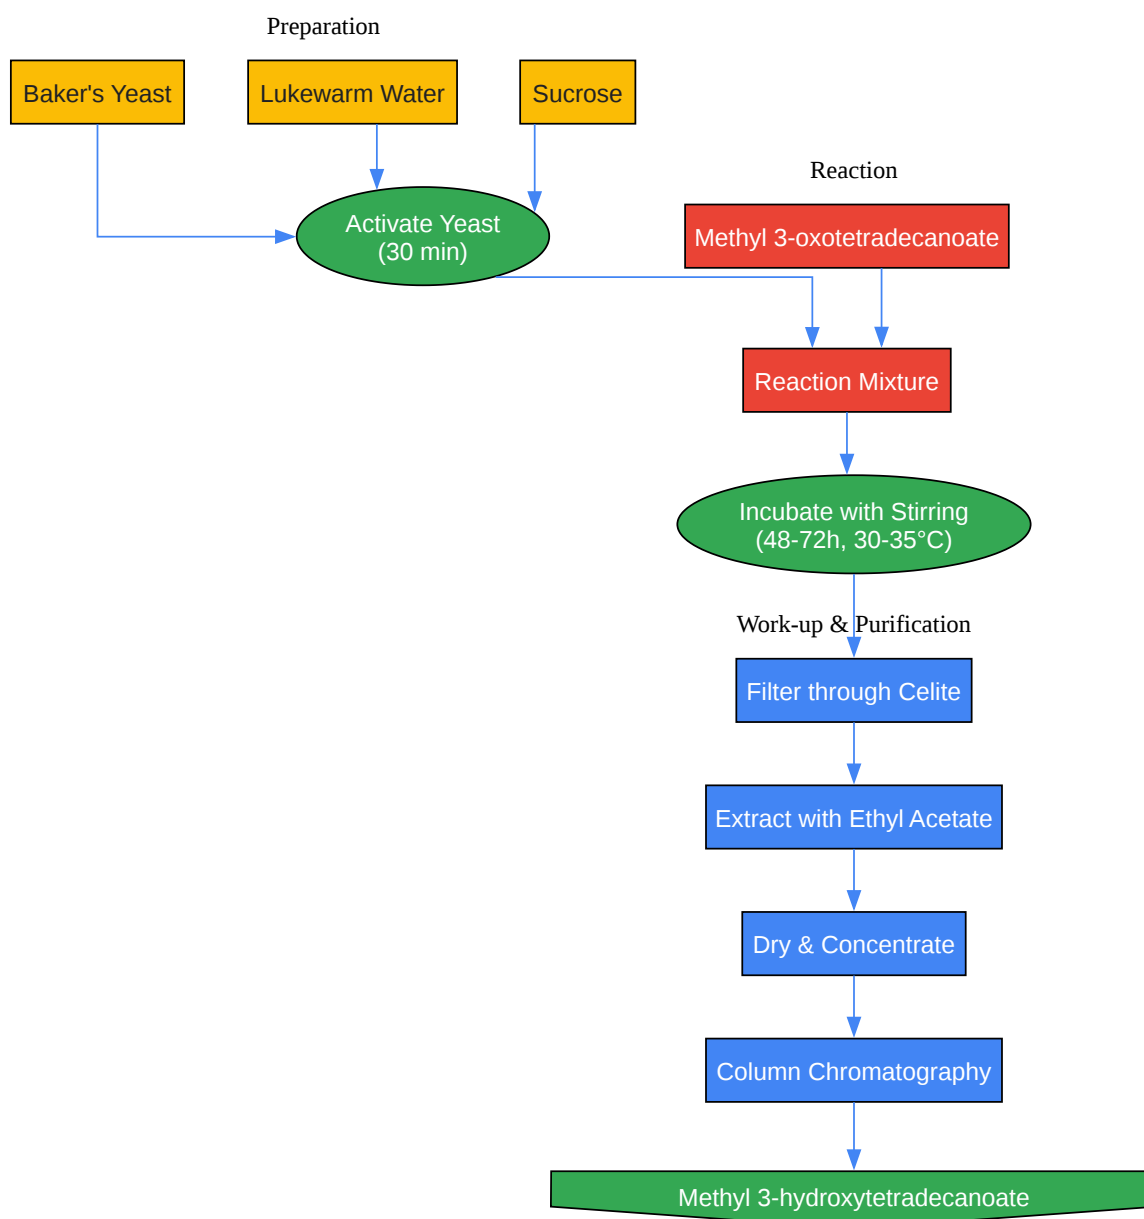 Preparation
Baker's Yeast
Lukewarm Water
Sucrose
Activate Yeast
(30 min)
Reaction
Methyl 3-oxotetradecanoate
Reaction Mixture
Incubate with Stirring
(48-72h, 30-35°C)
Work-up & Purification
Filter through Celite
Extract with Ethyl Acetate
Dry & Concentrate
Column Chromatography
Methyl 3-hydroxytetradecanoate